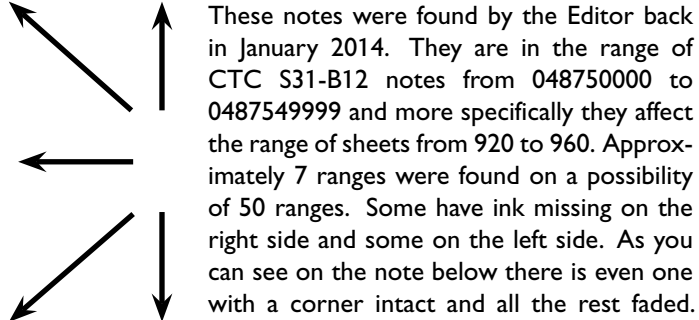 These notes were found by the Editor back
in January 2014. They are in the range of
CTC S31-B12 notes from 048750000 to
0487549999 and more specifically they affect
the range of sheets from 920 to 960. Approx-
imately 7 ranges were found on a possibility
of 50 ranges. Some have ink missing on the
right side and some on the left side. As you
can see on the note below there is even one
with a corner intact and all the rest faded.